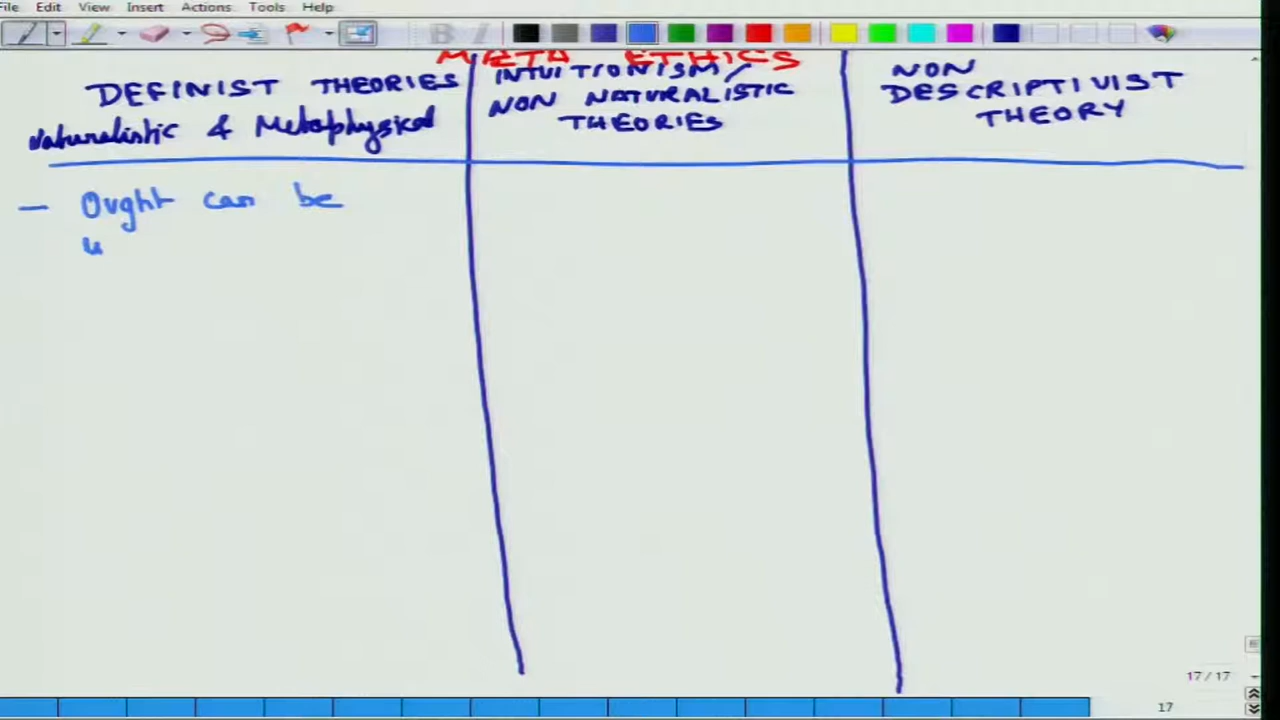 File Edit View Insert Actions Tools Help
META ETHICS
DEFINIST THEORIES
Naturalistic & Metaphysical
INTUITIONISM /
NON NATURALISTIC
THEORIES
NON
DESCRIPTIVIST
THEORY
— Ought can be
17 / 17
17